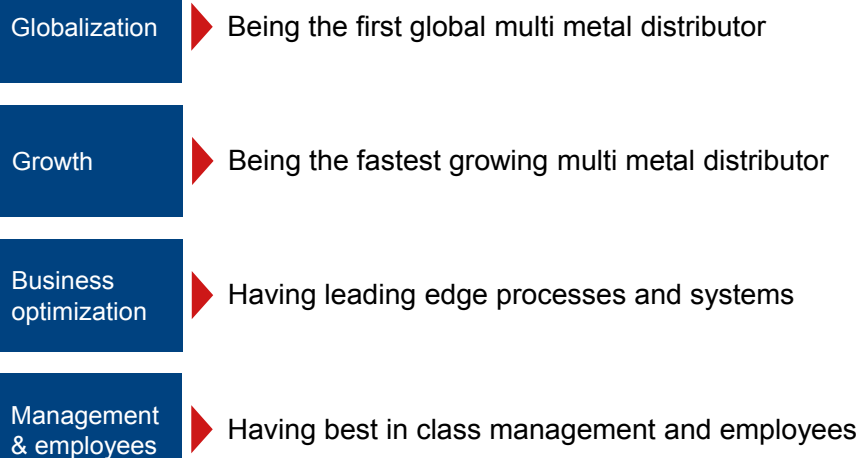 Globalization
Being the first global multi metal distributor
Growth
Being the fastest growing multi metal distributor
Business
optimization
Having leading edge processes and systems
Management
& employees
Having best in class management and employees